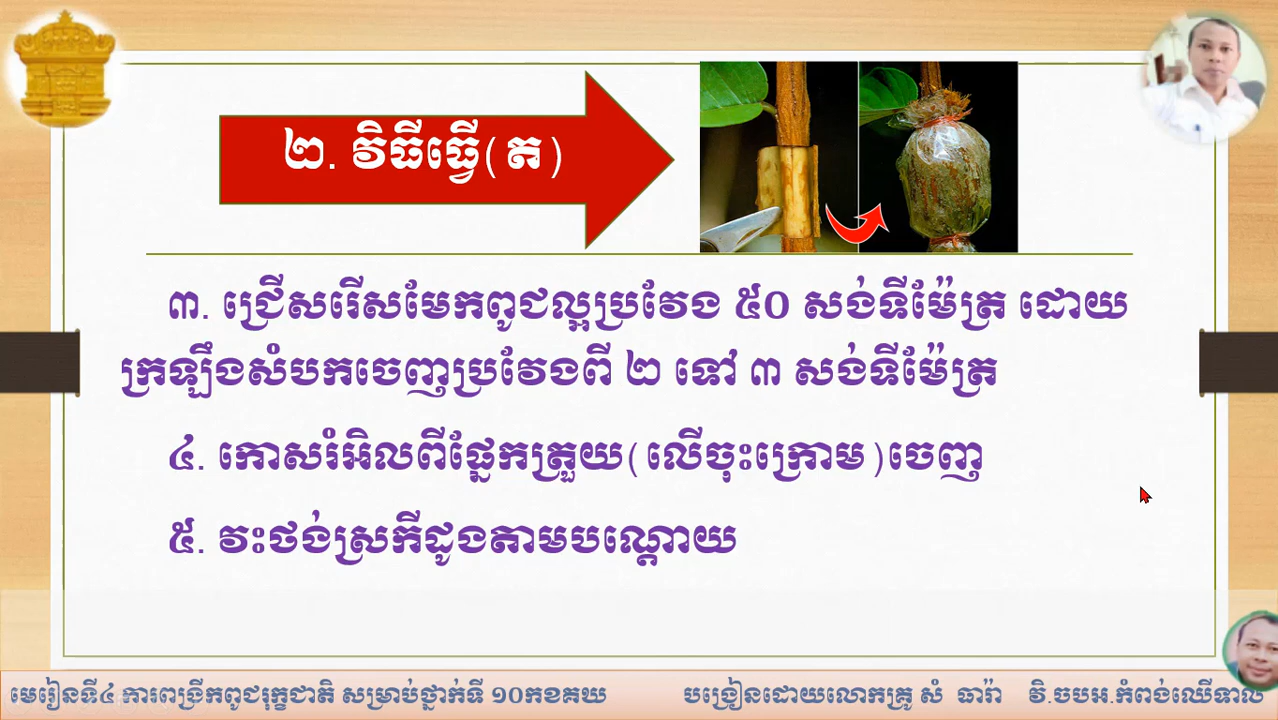 ២. វិធីធ្វើ(ត)
៣. ជ្រើសរើសមែកពូជល្អប្រវែង ៥០ សង់ទីម៉ែត្រ ដោយ
ក្រឡឹងសំបកចេញប្រវែងពី ២ ទៅ ៣ សង់ទីម៉ែត្រ
៤. កោសរំអិលពីផ្នែកត្រួយ(លើចុះក្រោម)ចេញ
៥. វះថង់ស្រកីដូងតាមបណ្តោយ
មេរៀនទី៤ ការពង្រីកពូជរុក្ខជាតិ សម្រាប់ថ្នាក់ទី ១០កខគឃ បង្រៀនដោយលោកគ្រូ សំ ធារ៉ា វិ.ចបអ.កំពង់ឈើទាល